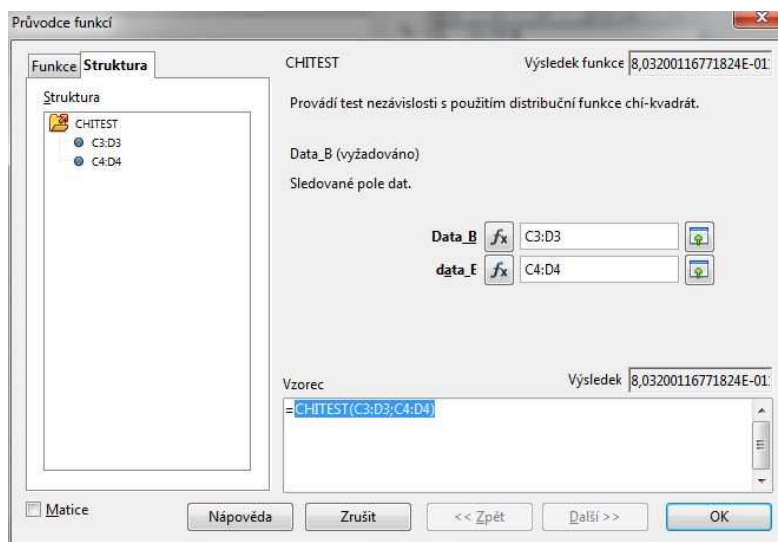 Průvodce funkcí
Funkce Struktura
Struktura
CHITEST
C3:D3
C4:D4
CHITEST Výsledek funkce 8,03200116771824E-01
Provádí test nezávislosti s použitím distribuční funkce chí-kvadrát.
Data_B (vyžadováno)
Sledované pole dat.
Data_B fx C3:D3
data_E fx C4:D4
Vzorec Výsledek 8,03200116771824E-01
=CHITEST(C3:D3;C4:D4)
Matice
Nápověda Zrušit << Zpět Další >> OK